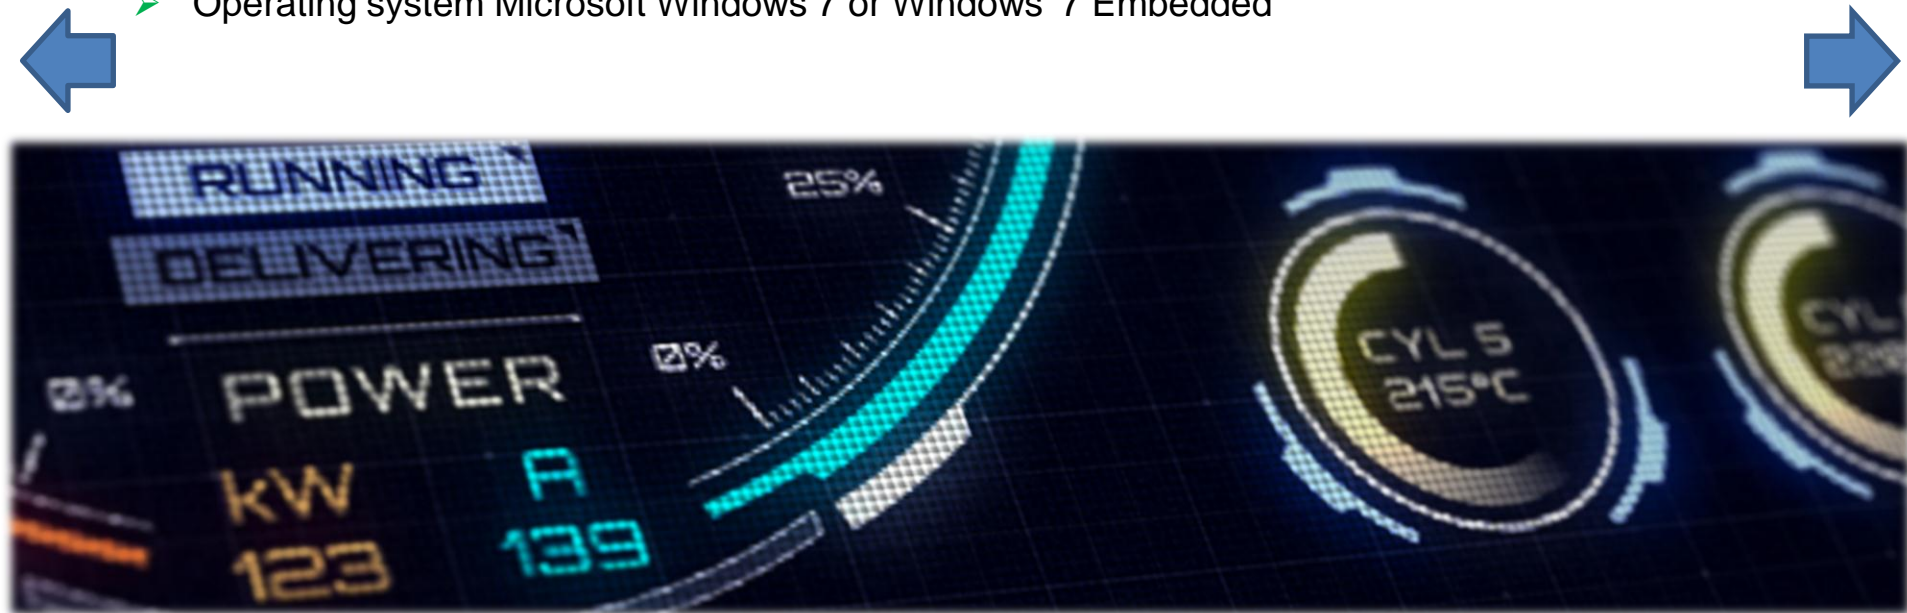 Operating system Microsoft Windows 7 or Windows 7 Embedded
RUNNING
DELIVERING
25%
0%
0%
POWER
kW
A
123
139
CYL 5
215°C
CYL